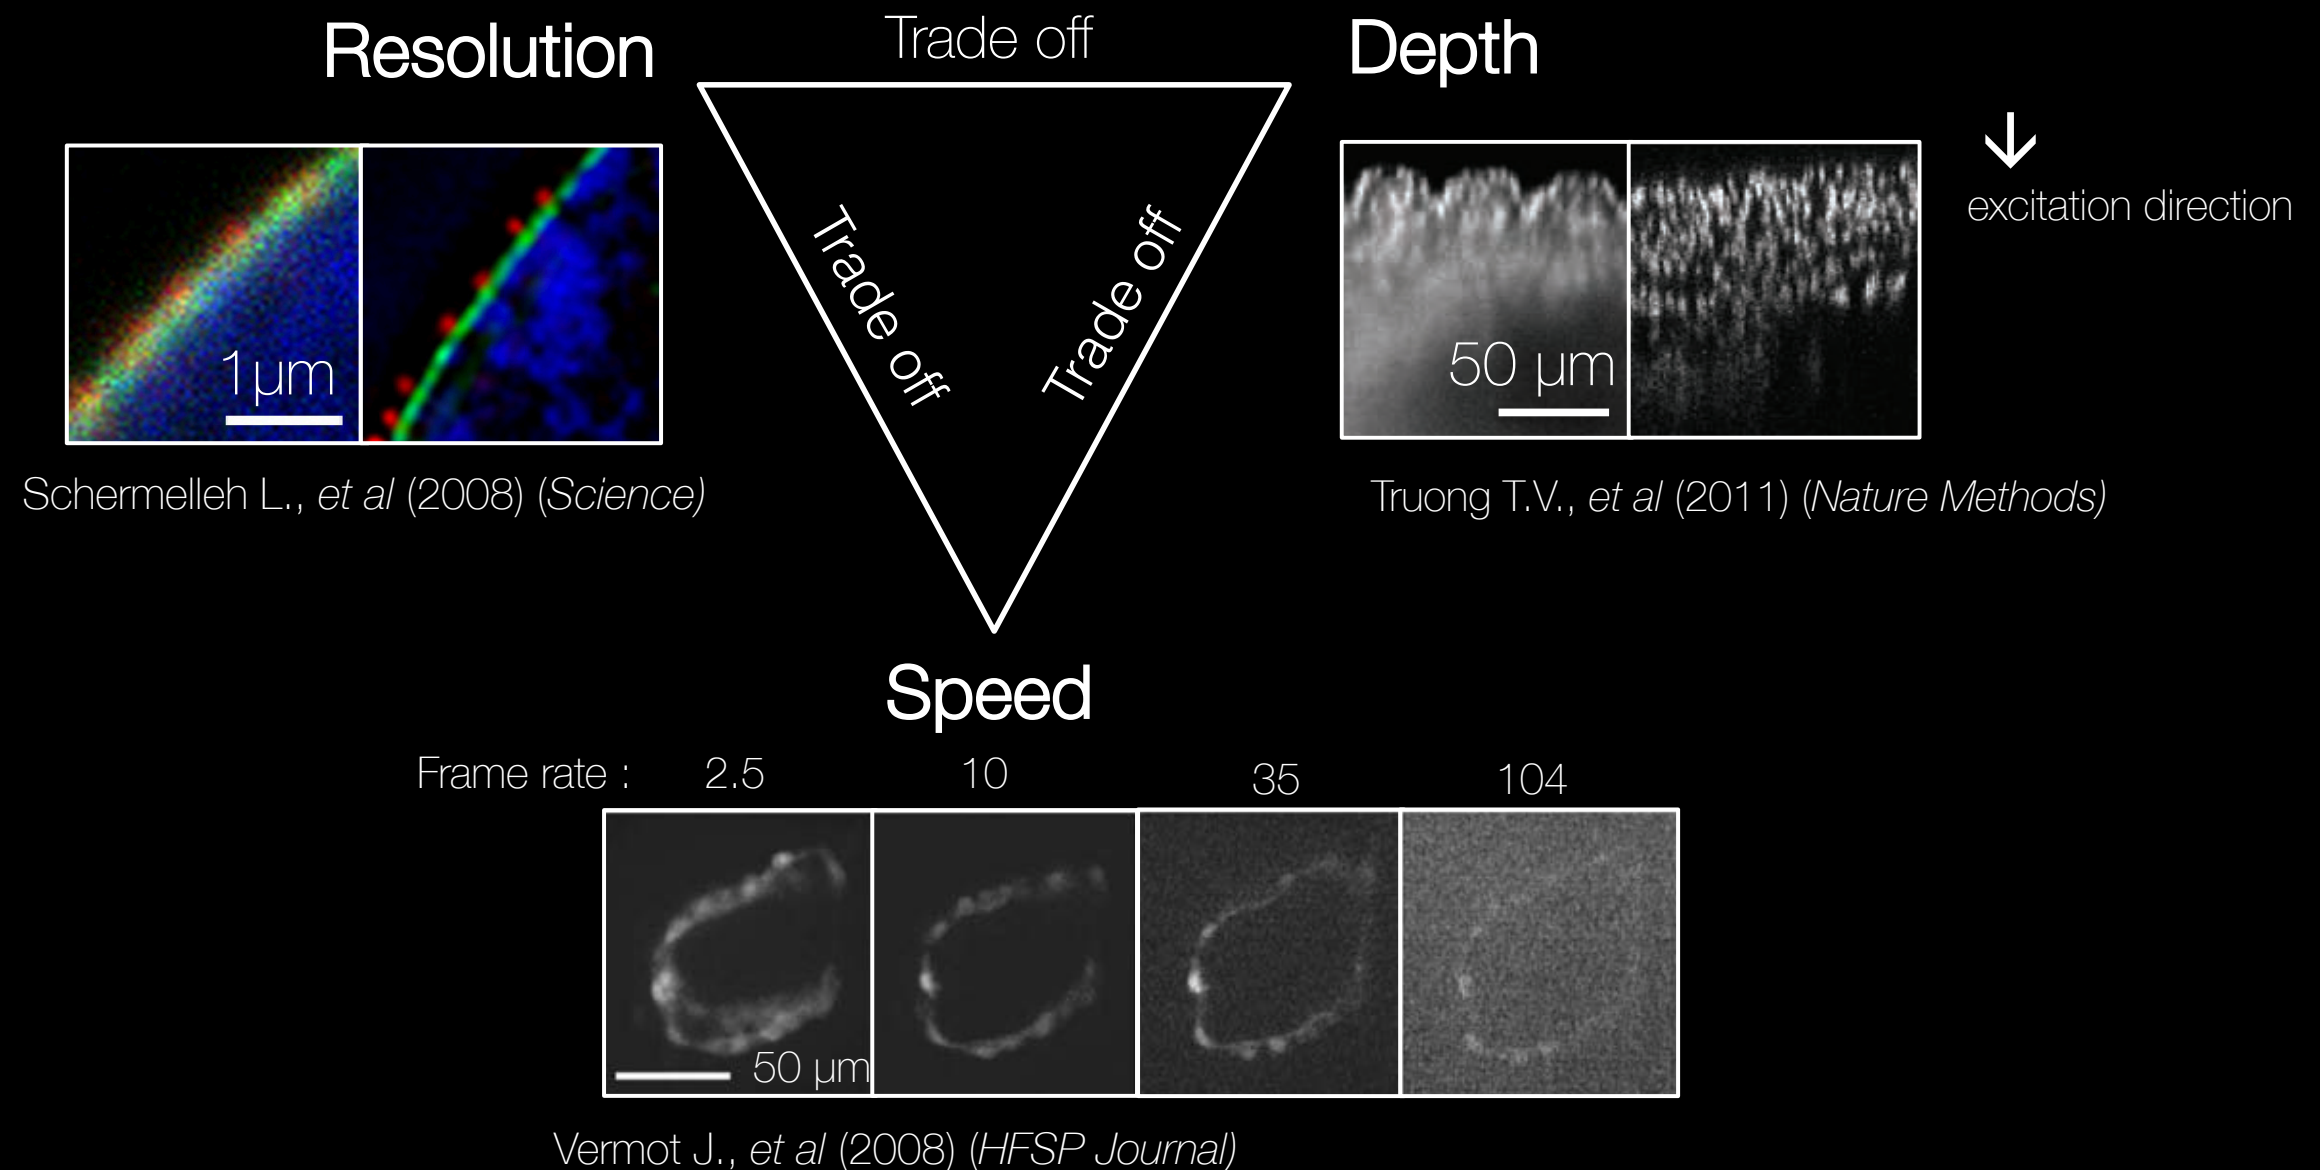 Resolution
Trade off
Depth
excitation direction
Trade off
Trade off
1µm
50 µm
Schermelleh L., et al (2008) (Science)
Truong T.V., et al (2011) (Nature Methods)
Speed
Frame rate : 2.5 10 35 104
50 µm
Vermot J., et al (2008) (HFSP Journal)